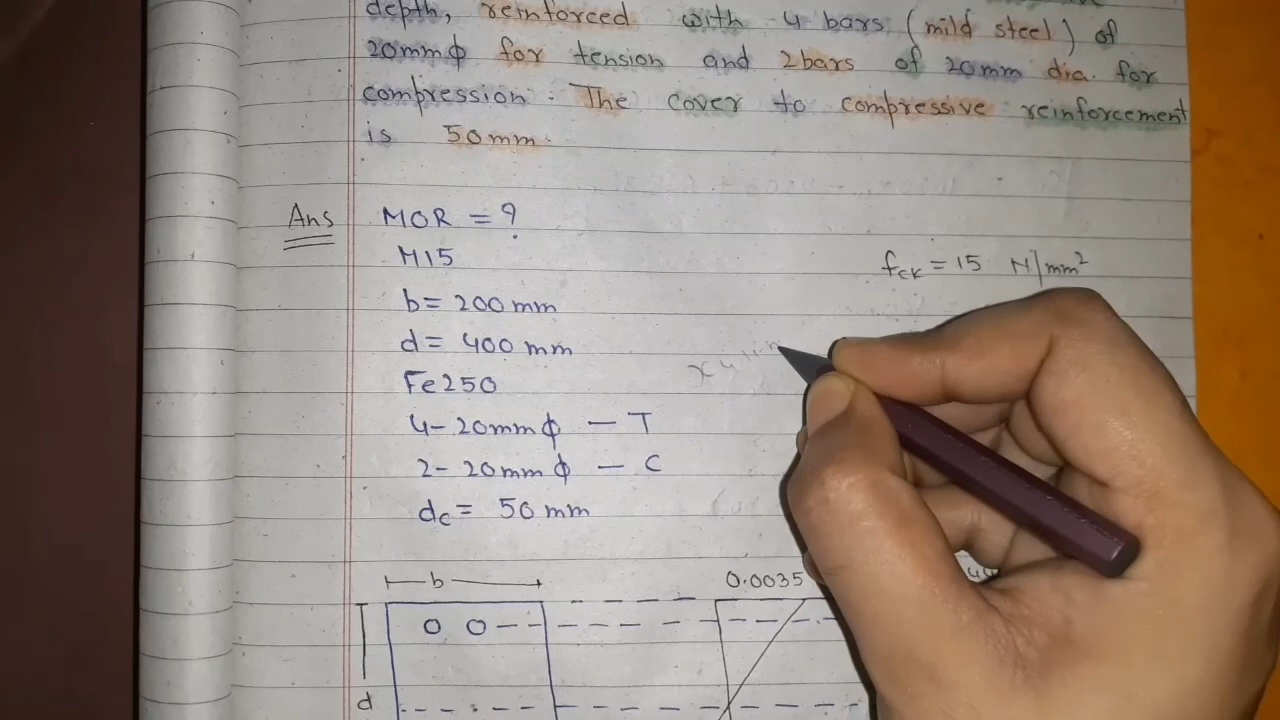 depth, reinforced with 4 bars (mild steel) of
20mmϕ for tension and 2bars of 20mm dia. for
compression. The cover to compressive reinforcement
is 50mm.
Ans MOR = ?
M15
fck = 15 N/mm²
b = 200 mm
d = 400 mm
Fe250
4- 20mmϕ — T
2- 20mmϕ — C
dc = 50 mm
b
0.0035
d